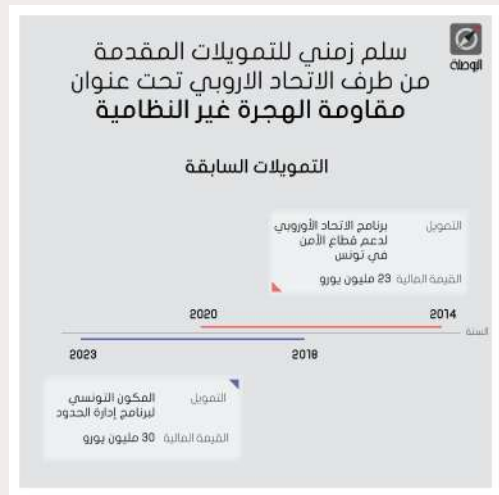 البوصلة
سلم زمني للتمويلات المقدمة
من طرف الاتحاد الاروبي تحت عنوان
مقاومة الهجرة غير النظامية
التمويلات السابقة
التمويل برنامج الاتحاد الأوروبي
لدعم قطاع الأمن
في تونس
القيمة المالية 23 مليون يورو
2014 2020
السنة
2018 2023
التمويل المكون التونسي
لبرنامج إدارة الحدود
القيمة المالية 30 مليون يورو